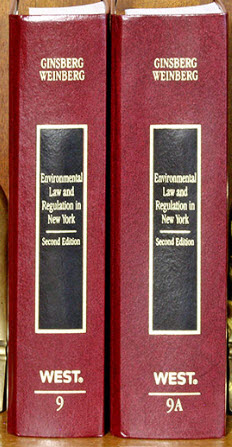 GINSBERG
WEINBERG
Environmental
Law and
Regulation in
New York
Second Edition
WEST.
9
GINSBERG
WEINBERG
Environmental
Law and
Regulation in
New York
Second Edition
WEST.
9A